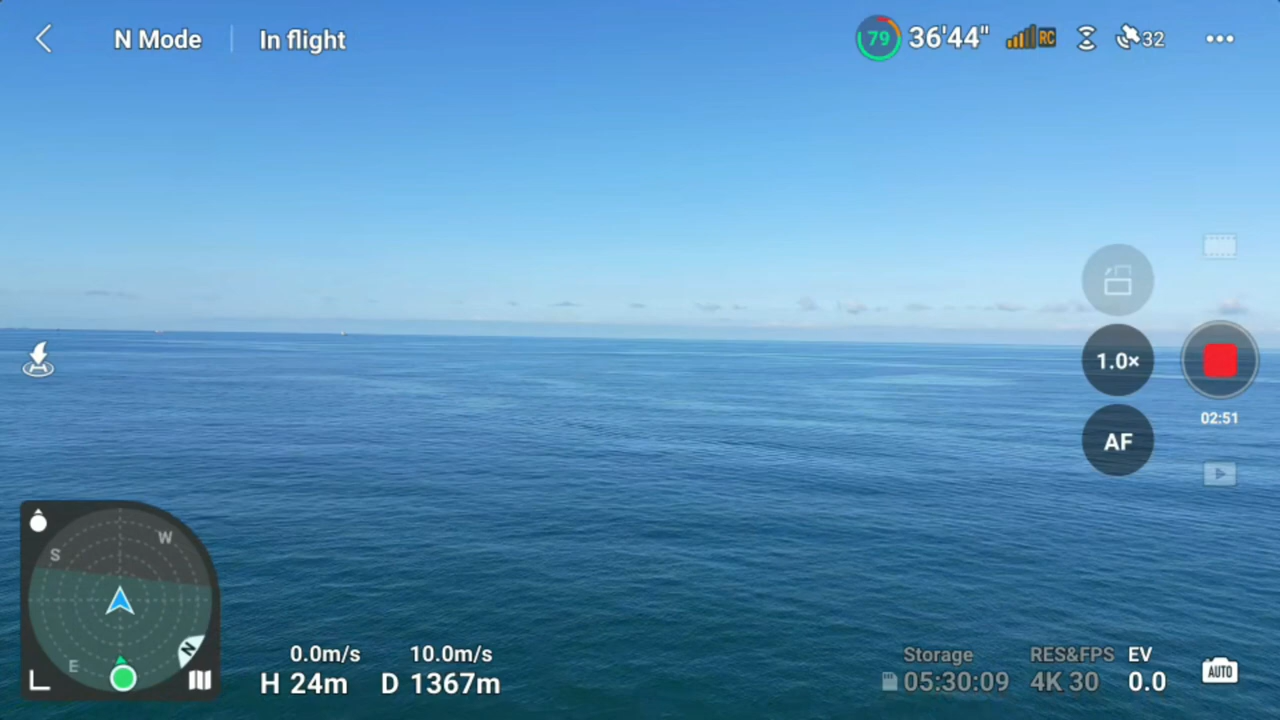 N Mode | In flight
79 36'44" RC 32
1.0×
AF
02:51
S W
N
E
0.0m/s 10.0m/s
H 24m D 1367m
Storage RES&FPS EV
05:30:09 4K 30 0.0
AUTO